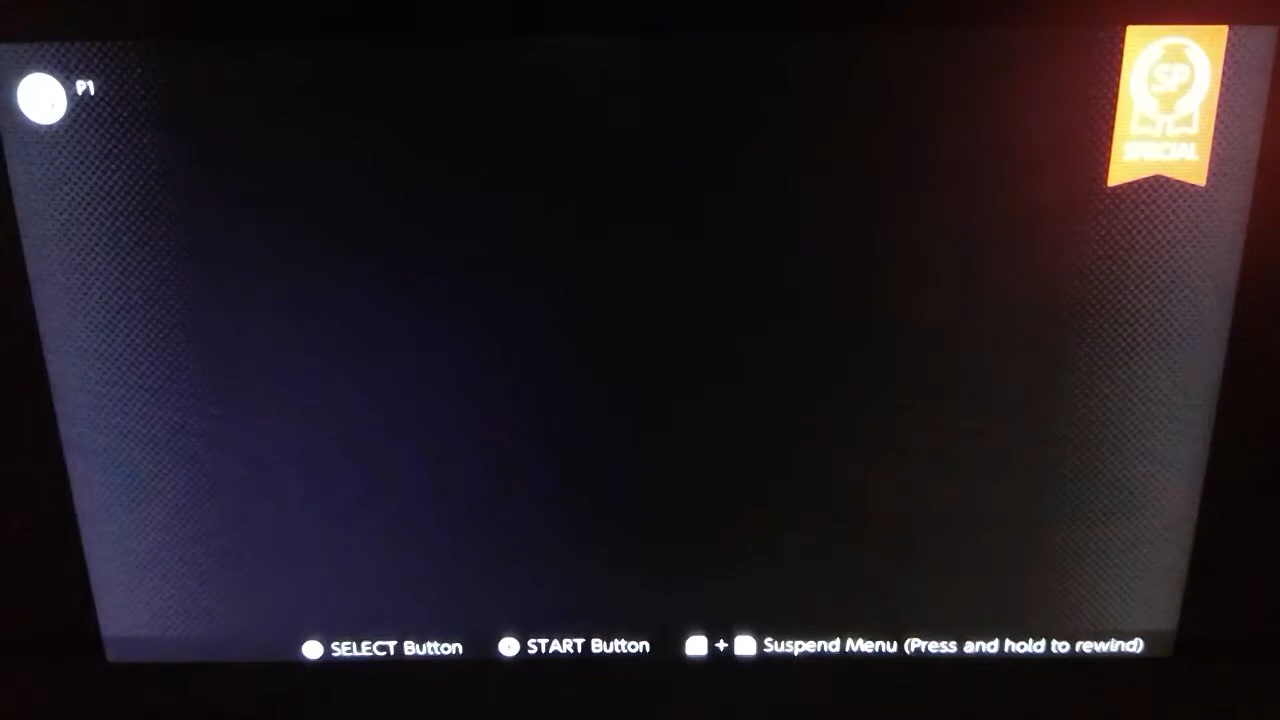 P1
SP
SPECIAL
SELECT Button START Button + Suspend Menu (Press and hold to rewind)